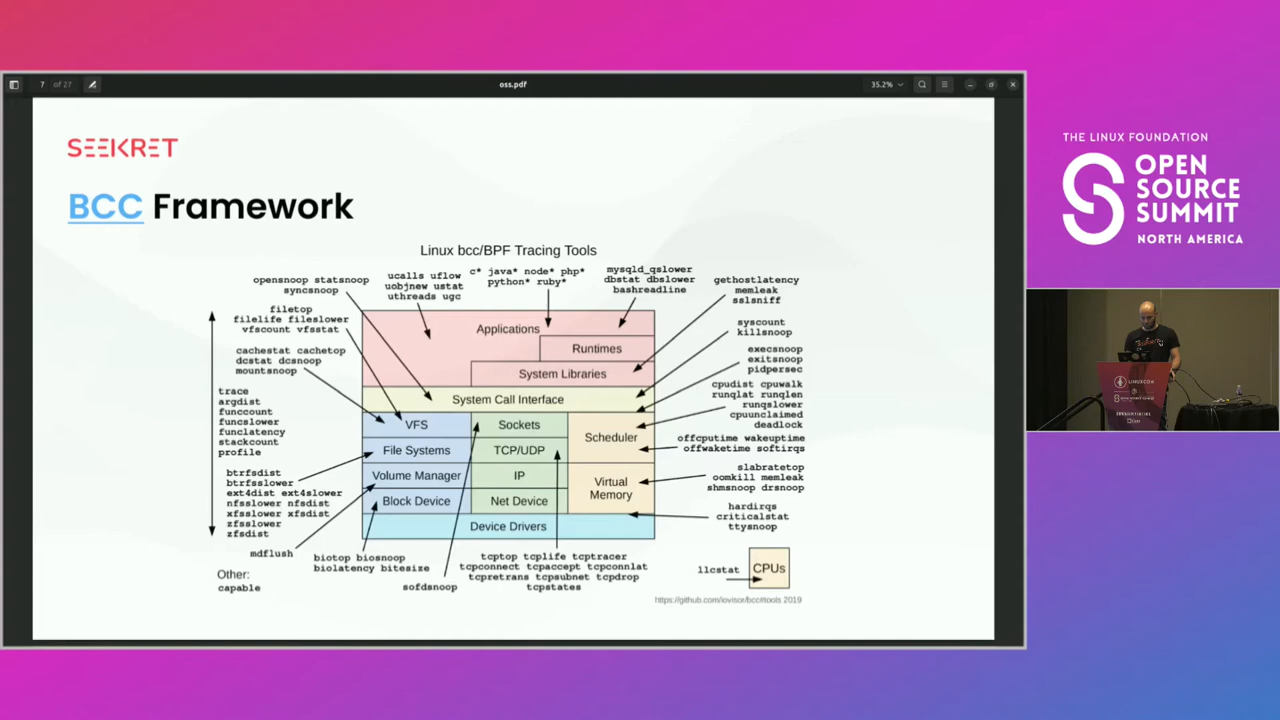 7 of 27
oss.pdf
35.2%
SEEKRET
BCC Framework
Linux bcc/BPF Tracing Tools
opensnoop statsnoop
syncsnoop
ucalls uflow
uobjnew ustat
uthreads ugc
c* java* node* php*
python* ruby*
mysqld_qslower
dbstat dbslower
bashreadline
gethostlatency
memleak
sslsniff
filetop
filelife fileslower
vfscount vfsstat
syscount
killsnoop
cachestat cachetop
dcstat dcsnoop
mountsnoop
execsnoop
exitsnoop
pidpersec
trace
argdist
funccount
funcslower
funclatency
stackcount
profile
cpudist cpuwalk
runqlat runqlen
runqslower
cpuunclaimed
deadlock
offcputime wakeuptime
offwaketime softirqs
btrfsdist
btrfsslower
ext4dist ext4slower
nfsslower nfsdist
xfsslower xfsdist
zfsslower
zfsdist
slabratetop
oomkill memleak
shmsnoop drsnoop
hardirqs
criticalstat
ttysnoop
Applications
Runtimes
System Libraries
System Call Interface
VFS
Sockets
Scheduler
File Systems
TCP/UDP
Volume Manager
IP
Virtual
Memory
Block Device
Net Device
Device Drivers
mdflush
biotop biosnoop
biolatency bitesize
sofdsnoop
tcptop tcplife tcptracer
tcpconnect tcpaccept tcpconnlat
tcpretrans tcpsubnet tcpdrop
tcpstates
Other:
capable
llcstat
CPUs
https://github.com/iovisor/bcc#tools 2019
THE LINUX FOUNDATION
OPEN
SOURCE
SUMMIT
NORTH AMERICA
LINUXCON